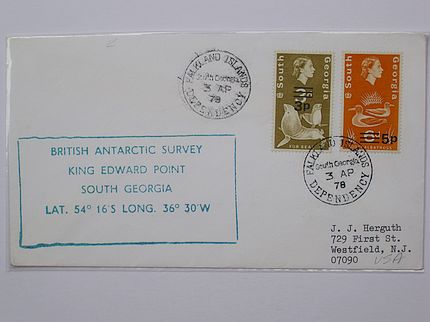 FALKLAND ISLANDS
South Georgia
3 AP
78
DEPENDENCY
South Georgia
3p
FUR SEAL
South Georgia
5p
FALKLAND ISLANDS
South Georgia
3 AP
78
DEPENDENCY
BRITISH ANTARCTIC SURVEY
KING EDWARD POINT
SOUTH GEORGIA
LAT. 54° 16'S LONG. 36° 30'W
J. J. Herguth
729 First St.
Westfield, N.J.
07090 USA